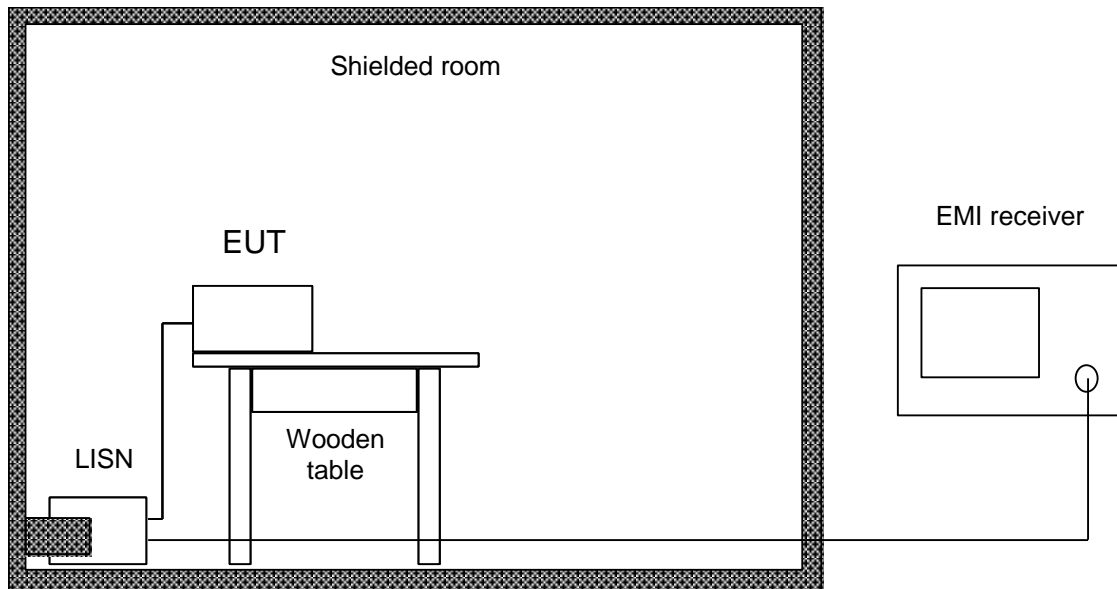 Shielded room
EMI receiver
EUT
Wooden
table
LISN